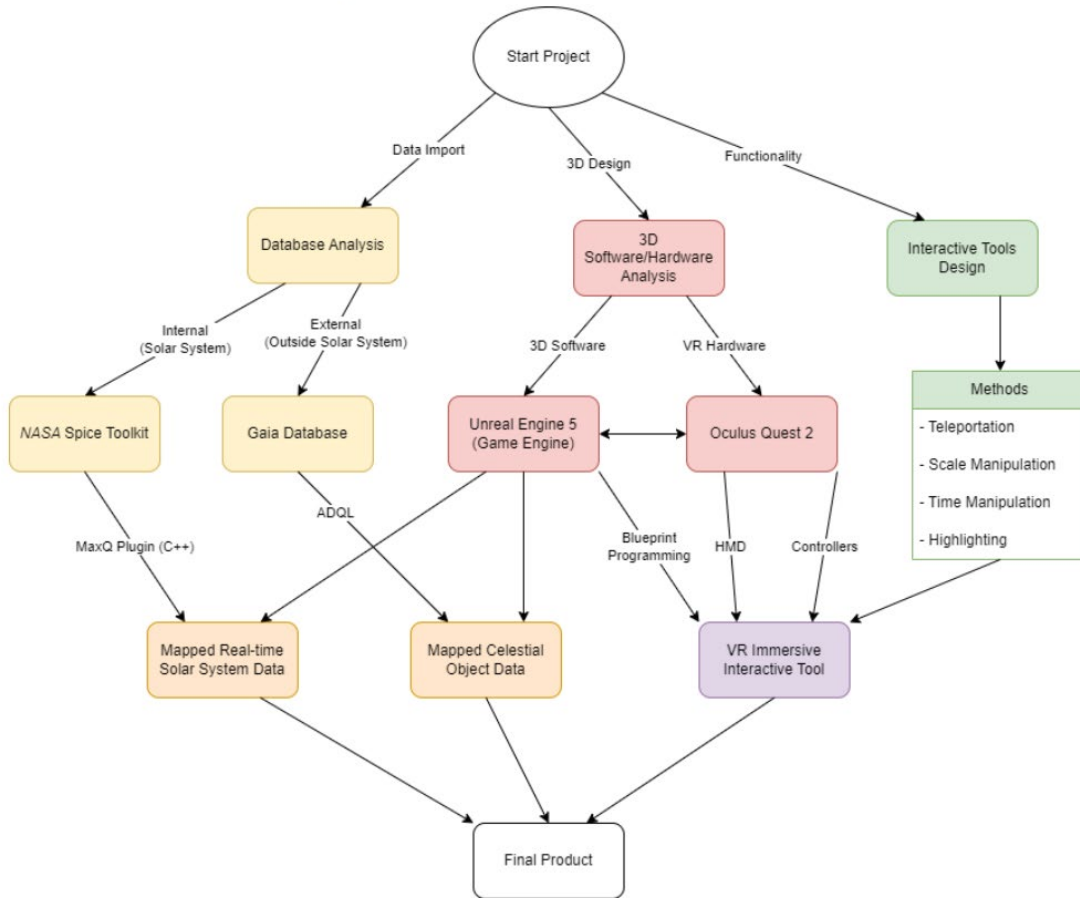 Start Project
Data Import
3D Design
Functionality
Database Analysis
3D
Software/Hardware
Analysis
Interactive Tools
Design
Internal
(Solar System)
External
(Outside Solar System)
3D Software
VR Hardware
NASA Spice Toolkit
Gaia Database
Unreal Engine 5
(Game Engine)
Oculus Quest 2
Methods
- Teleportation
- Scale Manipulation
- Time Manipulation
- Highlighting
MaxQ Plugin (C++)
ADQL
Blueprint
Programming
HMD
Controllers
Mapped Real-time
Solar System Data
Mapped Celestial
Object Data
VR Immersive
Interactive Tool
Final Product